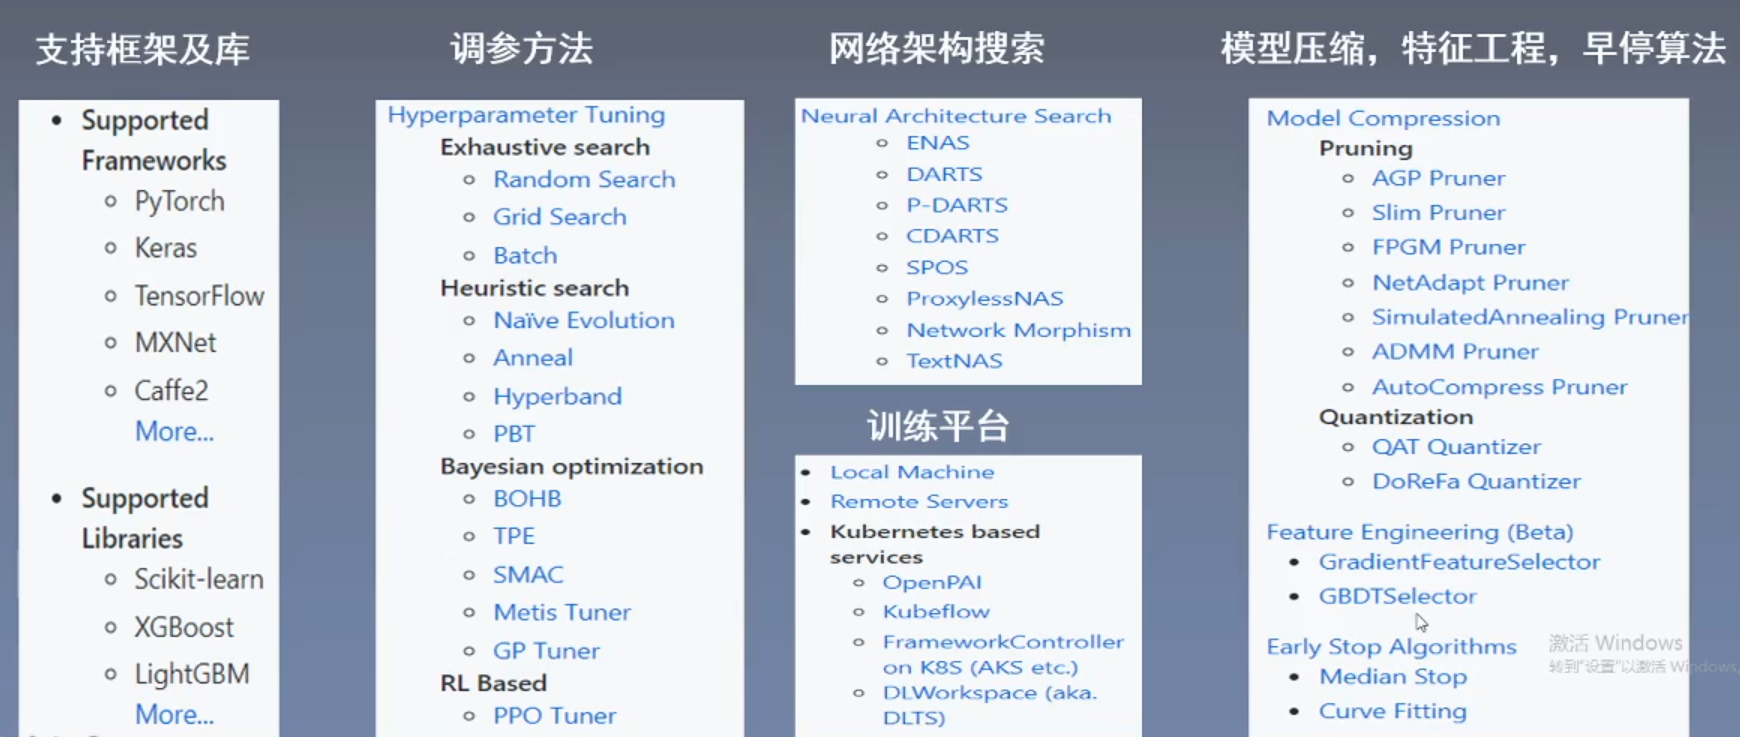 支持框架及库
Supported
Frameworks
PyTorch
Keras
TensorFlow
MXNet
Caffe2
More...
Supported
Libraries
Scikit-learn
XGBoost
LightGBM
More...
调参方法
Hyperparameter Tuning
Exhaustive search
Random Search
Grid Search
Batch
Heuristic search
Naïve Evolution
Anneal
Hyperband
PBT
Bayesian optimization
BOHB
TPE
SMAC
Metis Tuner
GP Tuner
RL Based
PPO Tuner
网络架构搜索
Neural Architecture Search
ENAS
DARTS
P-DARTS
CDARTS
SPOS
ProxylessNAS
Network Morphism
TextNAS
训练平台
Local Machine
Remote Servers
Kubernetes based
services
OpenPAI
Kubeflow
FrameworkController
on K8S (AKS etc.)
DLWorkspace (aka.
DLTS)
模型压缩，特征工程，早停算法
Model Compression
Pruning
AGP Pruner
Slim Pruner
FPGM Pruner
NetAdapt Pruner
SimulatedAnnealing Pruner
ADMM Pruner
AutoCompress Pruner
Quantization
QAT Quantizer
DoReFa Quantizer
Feature Engineering (Beta)
GradientFeatureSelector
GBDTSelector
Early Stop Algorithms
Median Stop
Curve Fitting
激活 Windows
转到"设置"以激活 Windows。